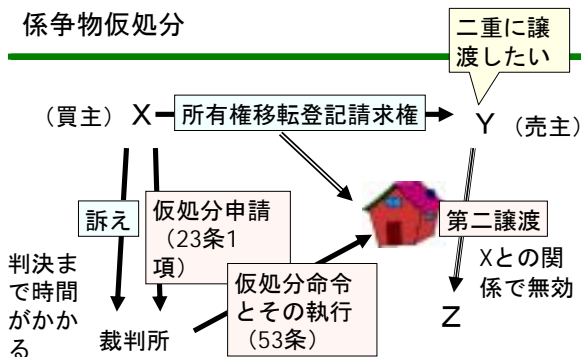 係争物仮処分
二重に譲
渡したい
（買主）
X
所有権移転登記請求権
Y
（売主）
訴え
仮処分申請
（23条1
項）
第二譲渡
判決ま
で時間
がかか
る
仮処分命令
とその執行
（53条）
Xとの関
係で無効
裁判所
Z